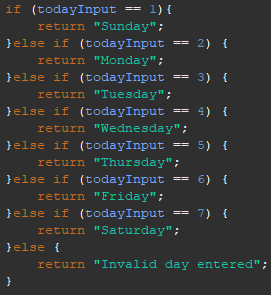 if (todayInput == 1){
    return "Sunday";
}else if (todayInput == 2) {
    return "Monday";
}else if (todayInput == 3) {
    return "Tuesday";
}else if (todayInput == 4) {
    return "Wednesday";
}else if (todayInput == 5) {
    return "Thursday";
}else if (todayInput == 6) {
    return "Friday";
}else if (todayInput == 7) {
    return "Saturday";
}else {
    return "Invalid day entered";
}